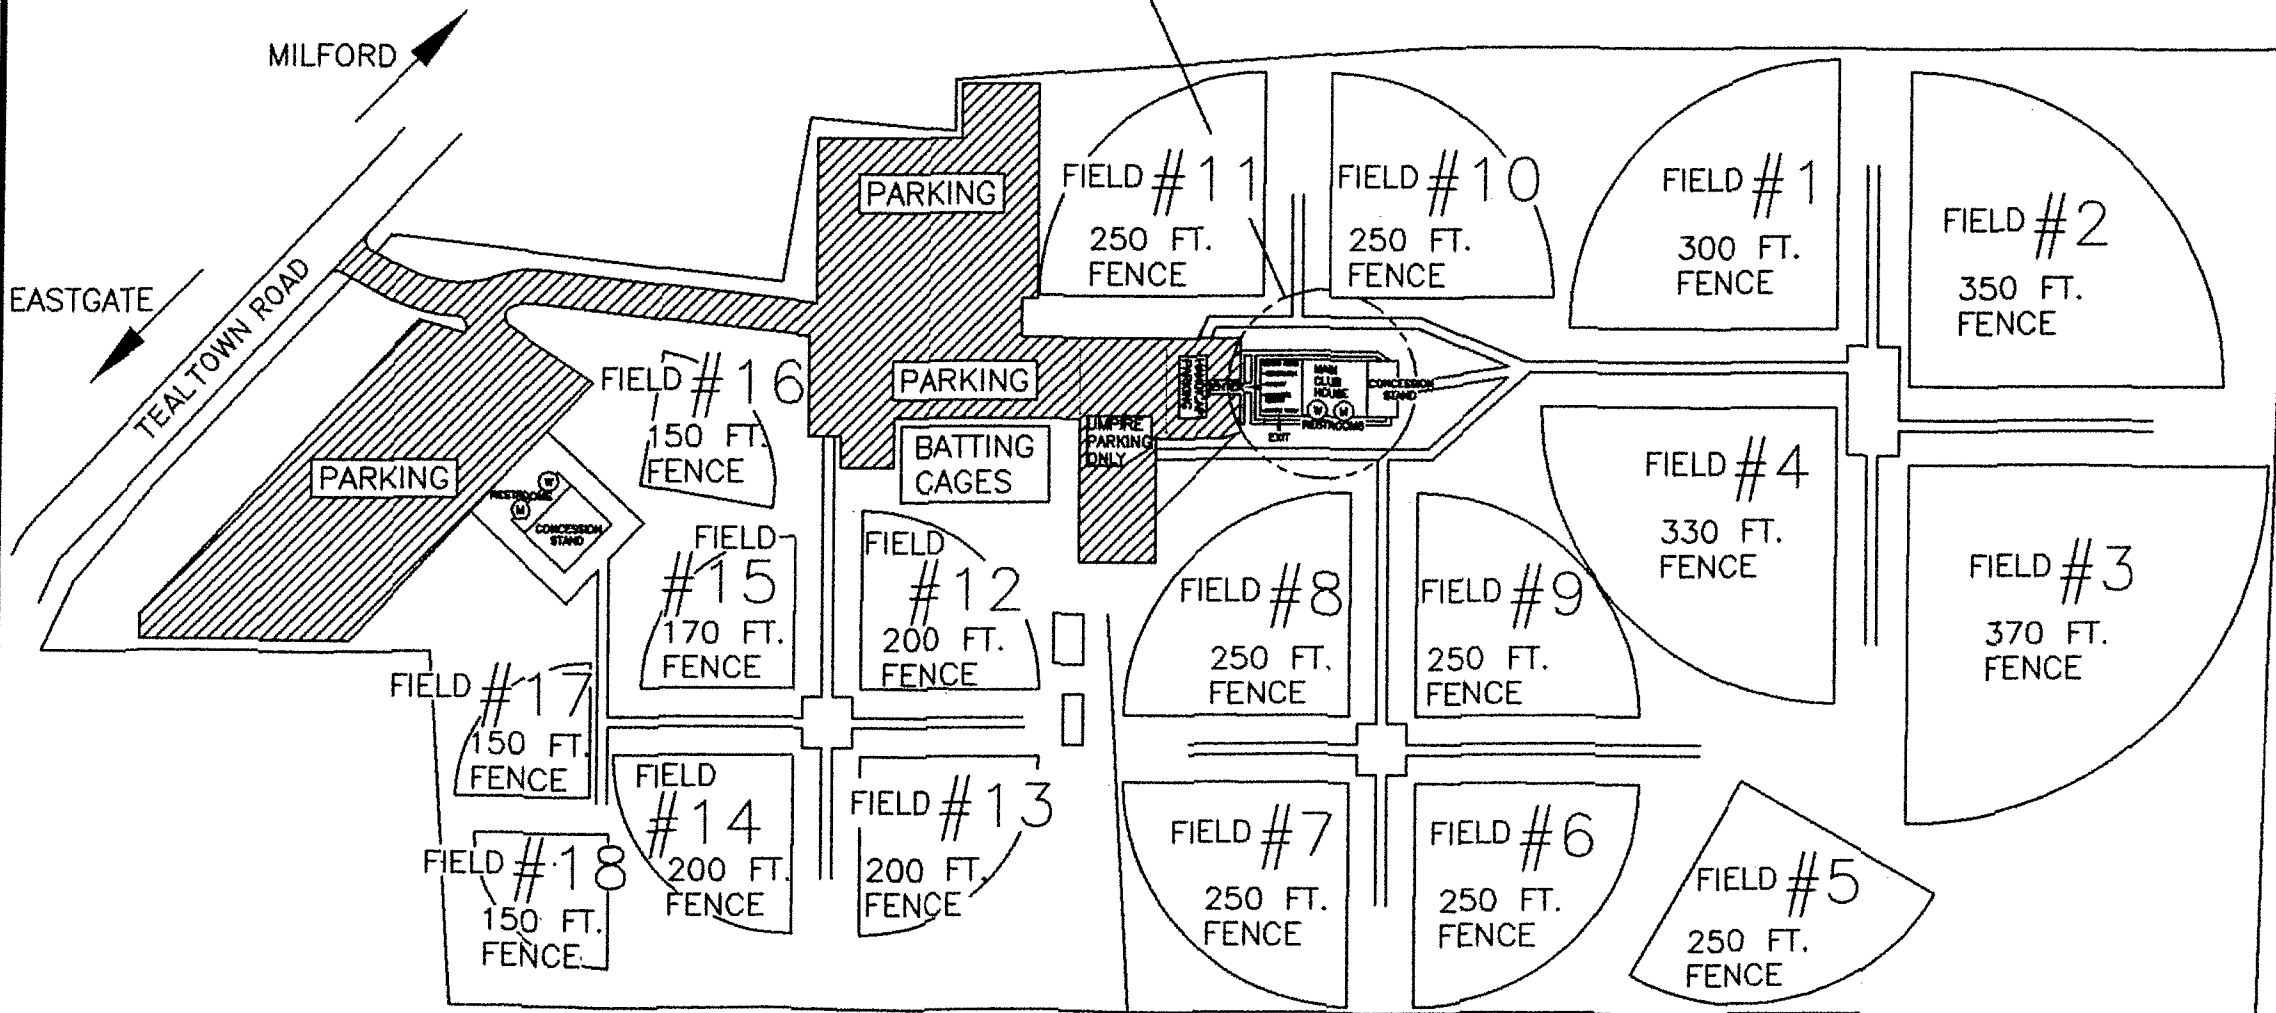 MILFORD
EASTGATE
TEALTOWN ROAD
PARKING
FIELD #11
250 FT.
FENCE
FIELD #10
250 FT.
FENCE
FIELD #1
300 FT.
FENCE
FIELD #2
350 FT.
FENCE
FIELD #16
150 FT.
FENCE
PARKING
HANDICAP
PARKING
MAIN
CLUB
HOUSE
W
M
RESTROOMS
EXIT
CONCESSION
STAND
UMPIRE
PARKING
ONLY
BATTING
CAGES
PARKING
RESTROOMS
W
M
CONCESSION
STAND
FIELD #4
330 FT.
FENCE
FIELD #3
370 FT.
FENCE
FIELD
#15
170 FT.
FENCE
FIELD
#12
200 FT.
FENCE
FIELD #8
250 FT.
FENCE
FIELD #9
250 FT.
FENCE
FIELD #17
150 FT.
FENCE
FIELD
#14
200 FT.
FENCE
FIELD #13
200 FT.
FENCE
FIELD #7
250 FT.
FENCE
FIELD #6
250 FT.
FENCE
FIELD #5
250 FT.
FENCE
FIELD #18
150 FT.
FENCE